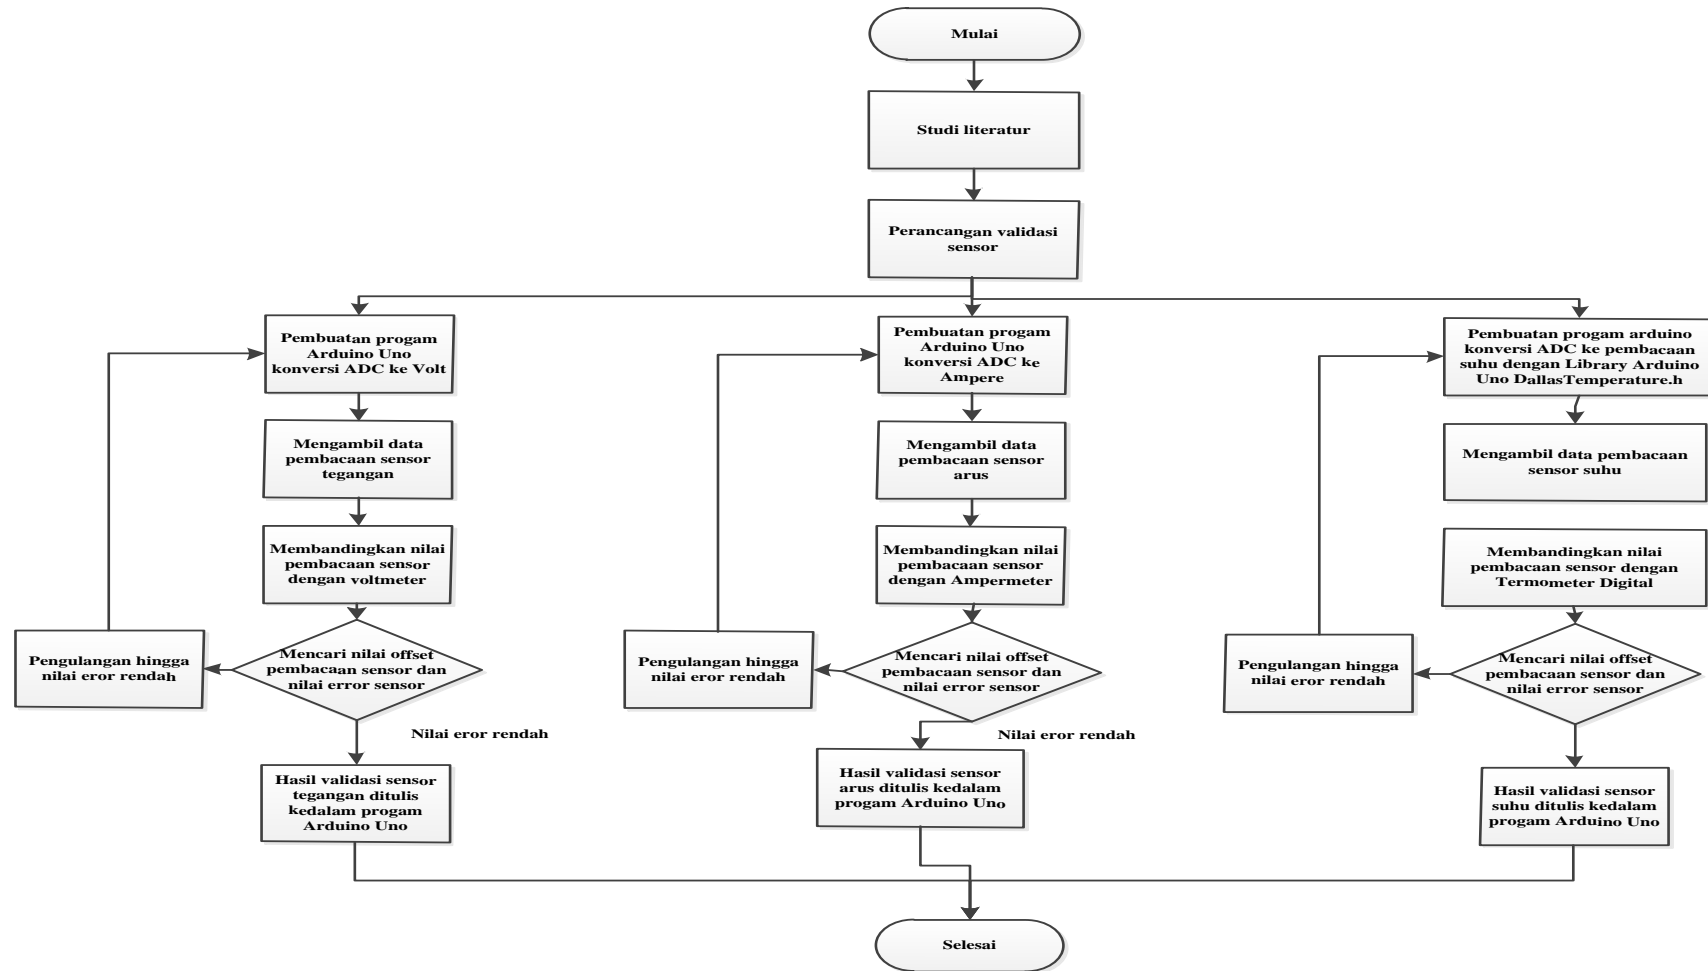 Mulai
Studi literatur
Perancangan validasi
sensor
Pembuatan progam
Arduino Uno
konversi ADC ke Volt
Mengambil data
pembacaan sensor
tegangan
Membandingkan nilai
pembacaan sensor
dengan voltmeter
Mencari nilai offset
pembacaan sensor dan
nilai error sensor
Pengulangan hingga
nilai eror rendah
Nilai eror rendah
Hasil validasi sensor
tegangan ditulis
kedalam progam
Arduino Uno
Pembuatan progam
Arduino Uno
konversi ADC ke
Ampere
Mengambil data
pembacaan sensor
arus
Membandingkan nilai
pembacaan sensor
dengan Ampermeter
Mencari nilai offset
pembacaan sensor dan
nilai error sensor
Pengulangan hingga
nilai eror rendah
Nilai eror rendah
Hasil validasi sensor
arus ditulis kedalam
progam Arduino Uno
Pembuatan progam arduino
konversi ADC ke pembacaan
suhu dengan Library Arduino
Uno DallasTemperature.h
Mengambil data pembacaan
sensor suhu
Membandingkan nilai
pembacaan sensor dengan
Termometer Digital
Mencari nilai offset
pembacaan sensor dan
nilai error sensor
Pengulangan hingga
nilai eror rendah
Hasil validasi sensor
suhu ditulis kedalam
progam Arduino Uno
Selesai